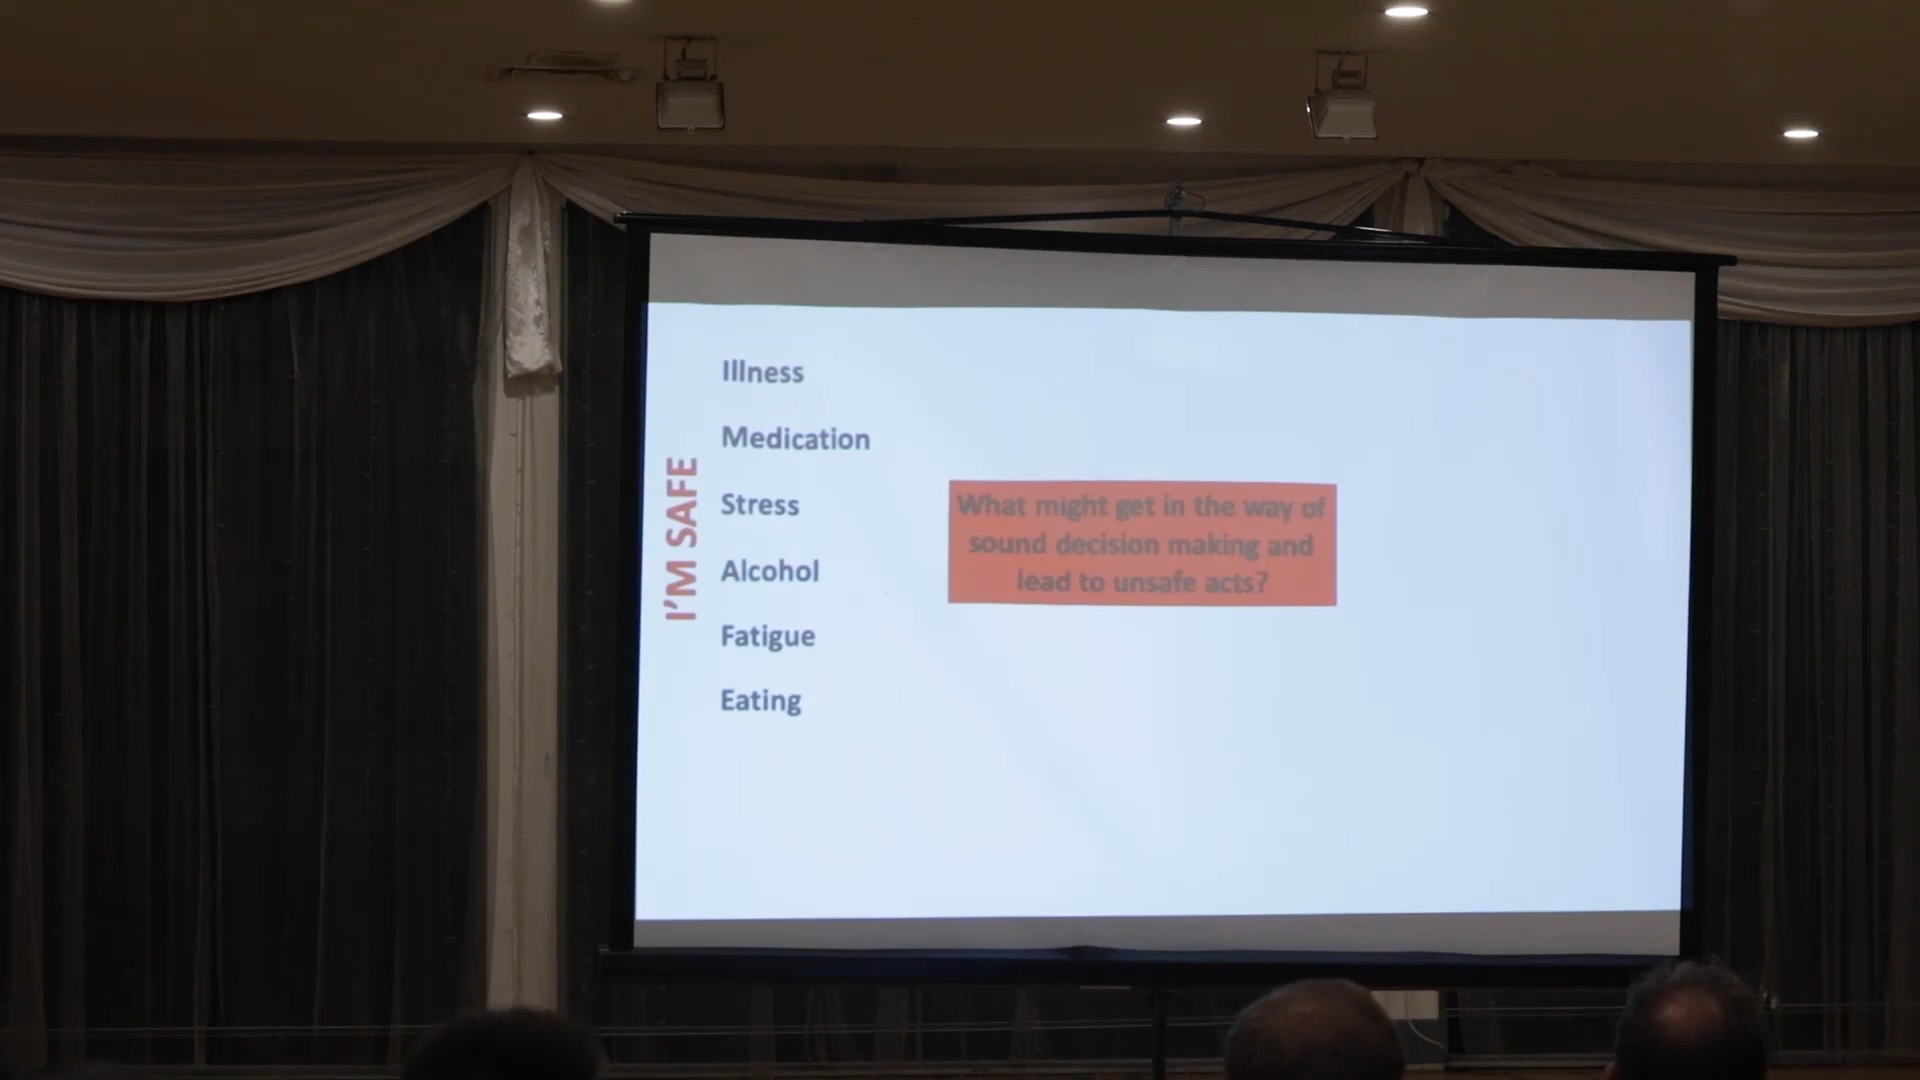 I'M SAFE
Illness
Medication
Stress
Alcohol
Fatigue
Eating
What might get in the way of
sound decision making and
lead to unsafe acts?